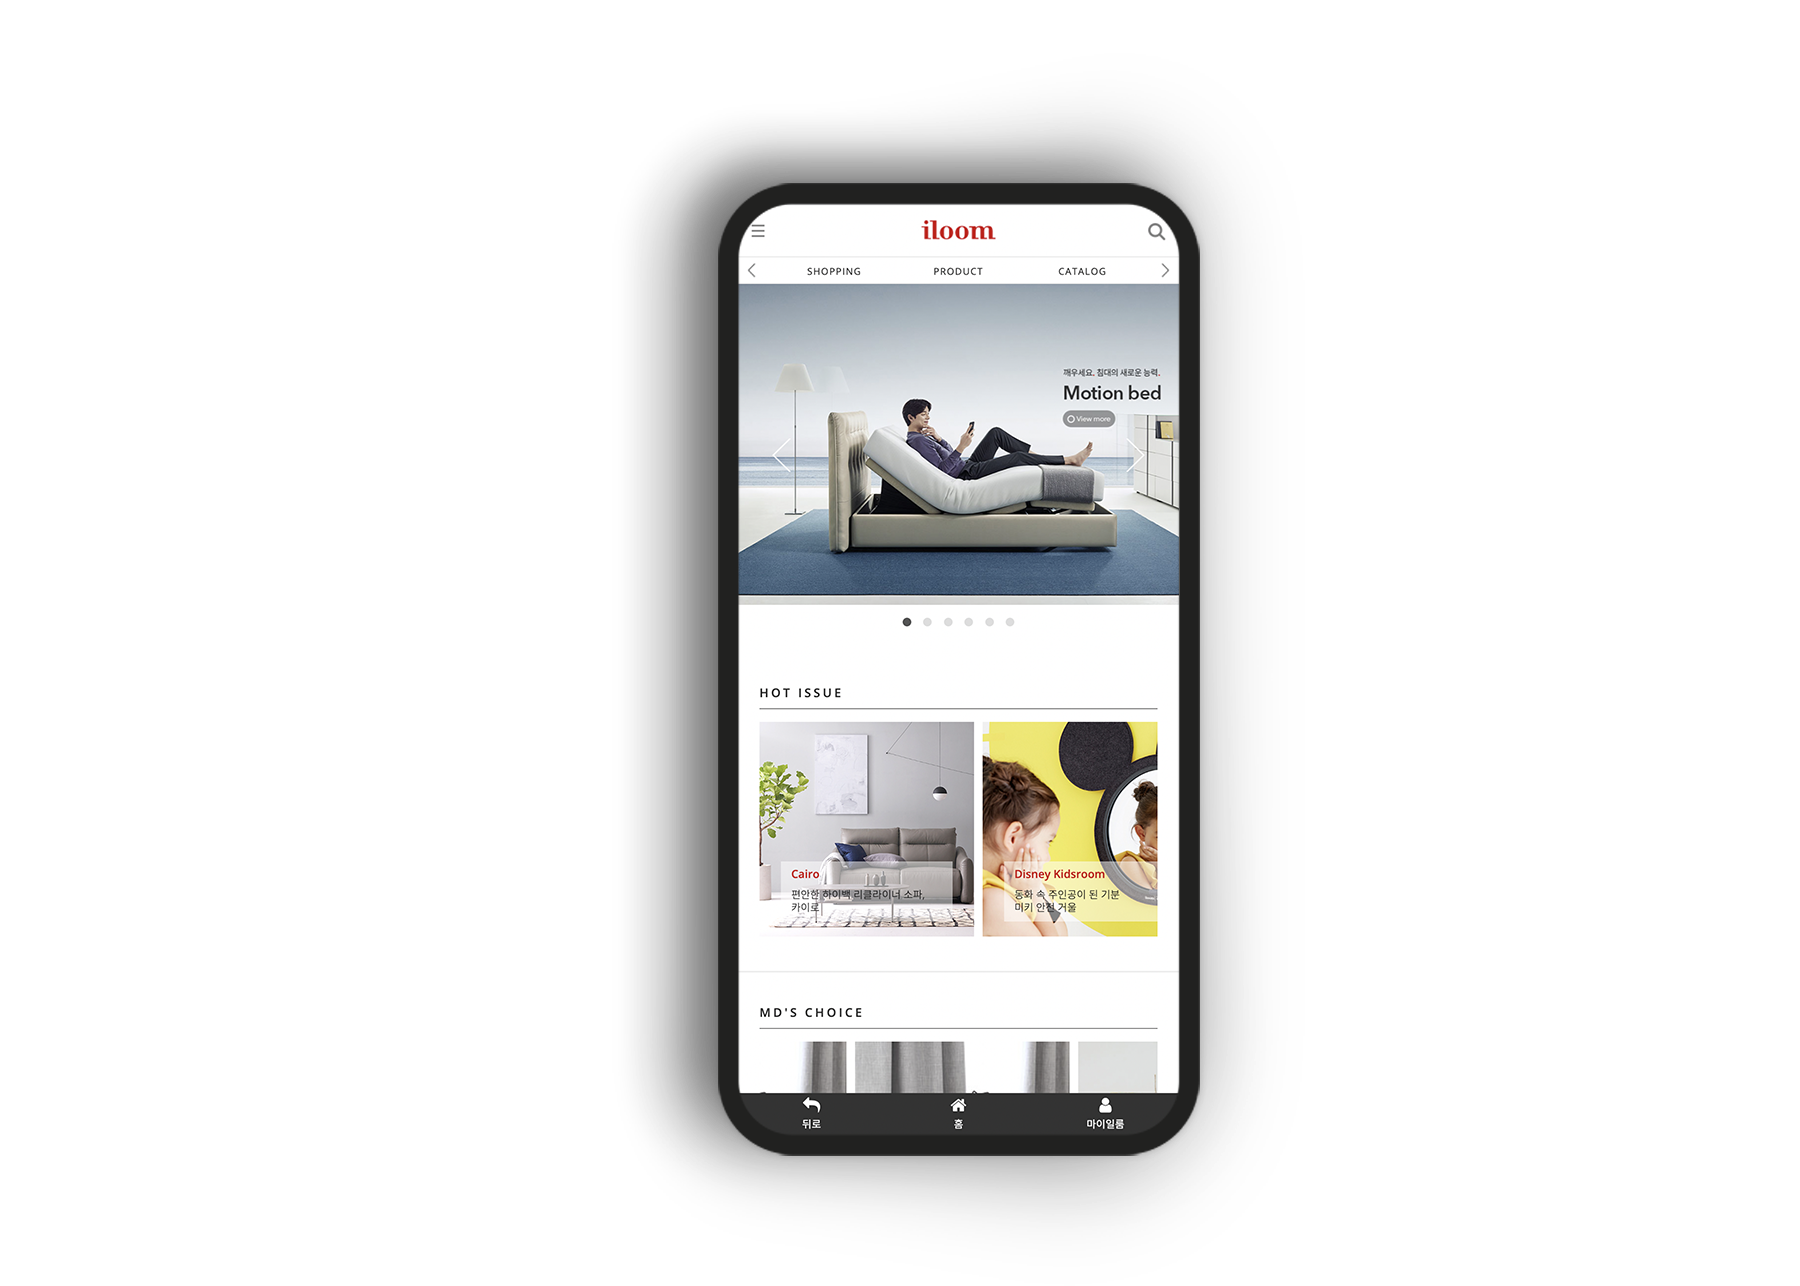 iloom
SHOPPING
PRODUCT
CATALOG
깨우세요. 침대의 새로운 능력.
Motion bed
View more
HOT ISSUE
Cairo
편안한 하이백 리클라이너 소파,
카이로
Disney Kidsroom
동화 속 주인공이 된 기분
미키 안전 거울
MD'S CHOICE
뒤로
홈
마이일룸